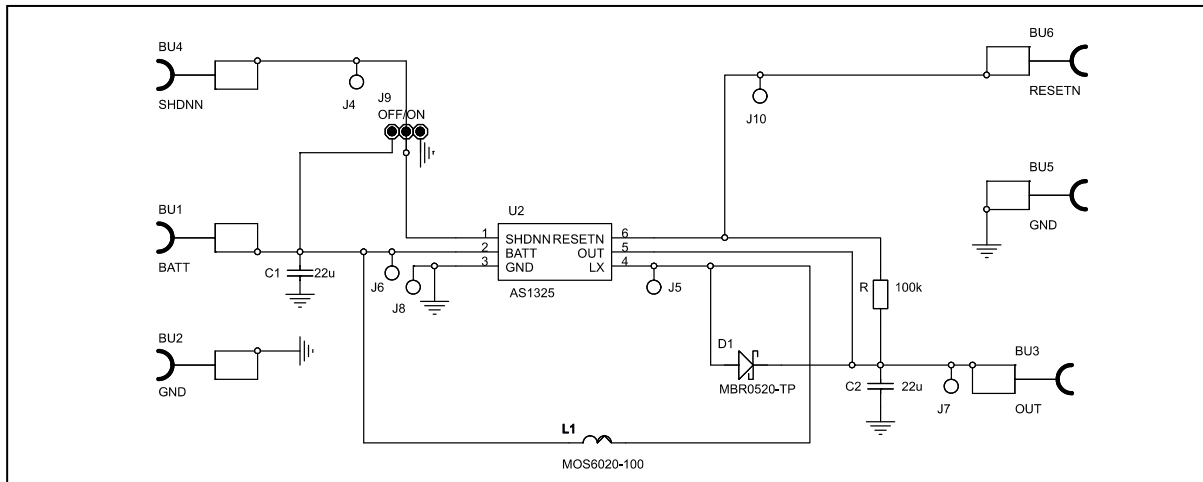 BU4
SHDNN
J4
J9
OFF/ON
BU6
RESETN
J10
BU5
GND
BU1
BATT
C1 22u
J6
J8
U2
1 SHDNN RESETN 6
2 BATT OUT 5
3 GND LX 4
AS1325
J5
R 100k
BU2
GND
D1
MBR0520-TP
C2 22u
J7
BU3
OUT
L1
MOS6020-100